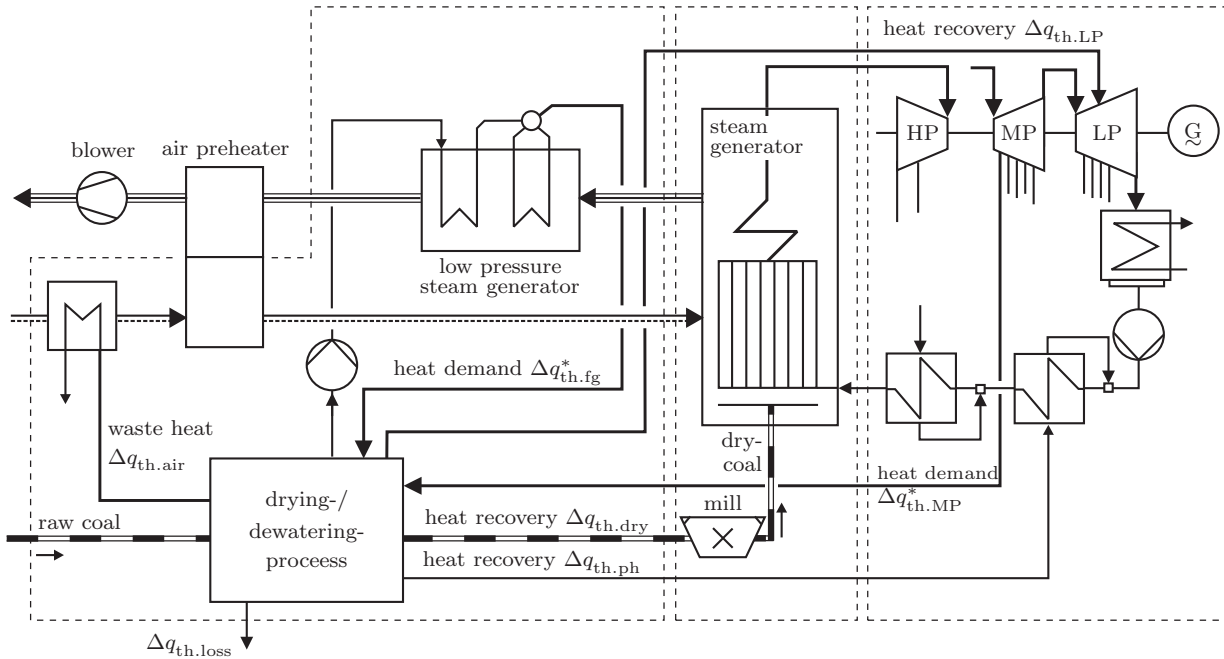 heat recovery Δq_th.LP
steam
generator
HP
MP
LP
G
~
blower
air preheater
low pressure
steam generator
heat demand Δq*_th.fg
waste heat
Δq_th.air
dry-
coal
heat demand
Δq*_th.MP
drying-/
dewatering-
proceess
raw coal
heat recovery Δq_th.dry
mill
heat recovery Δq_th.ph
Δq_th.loss